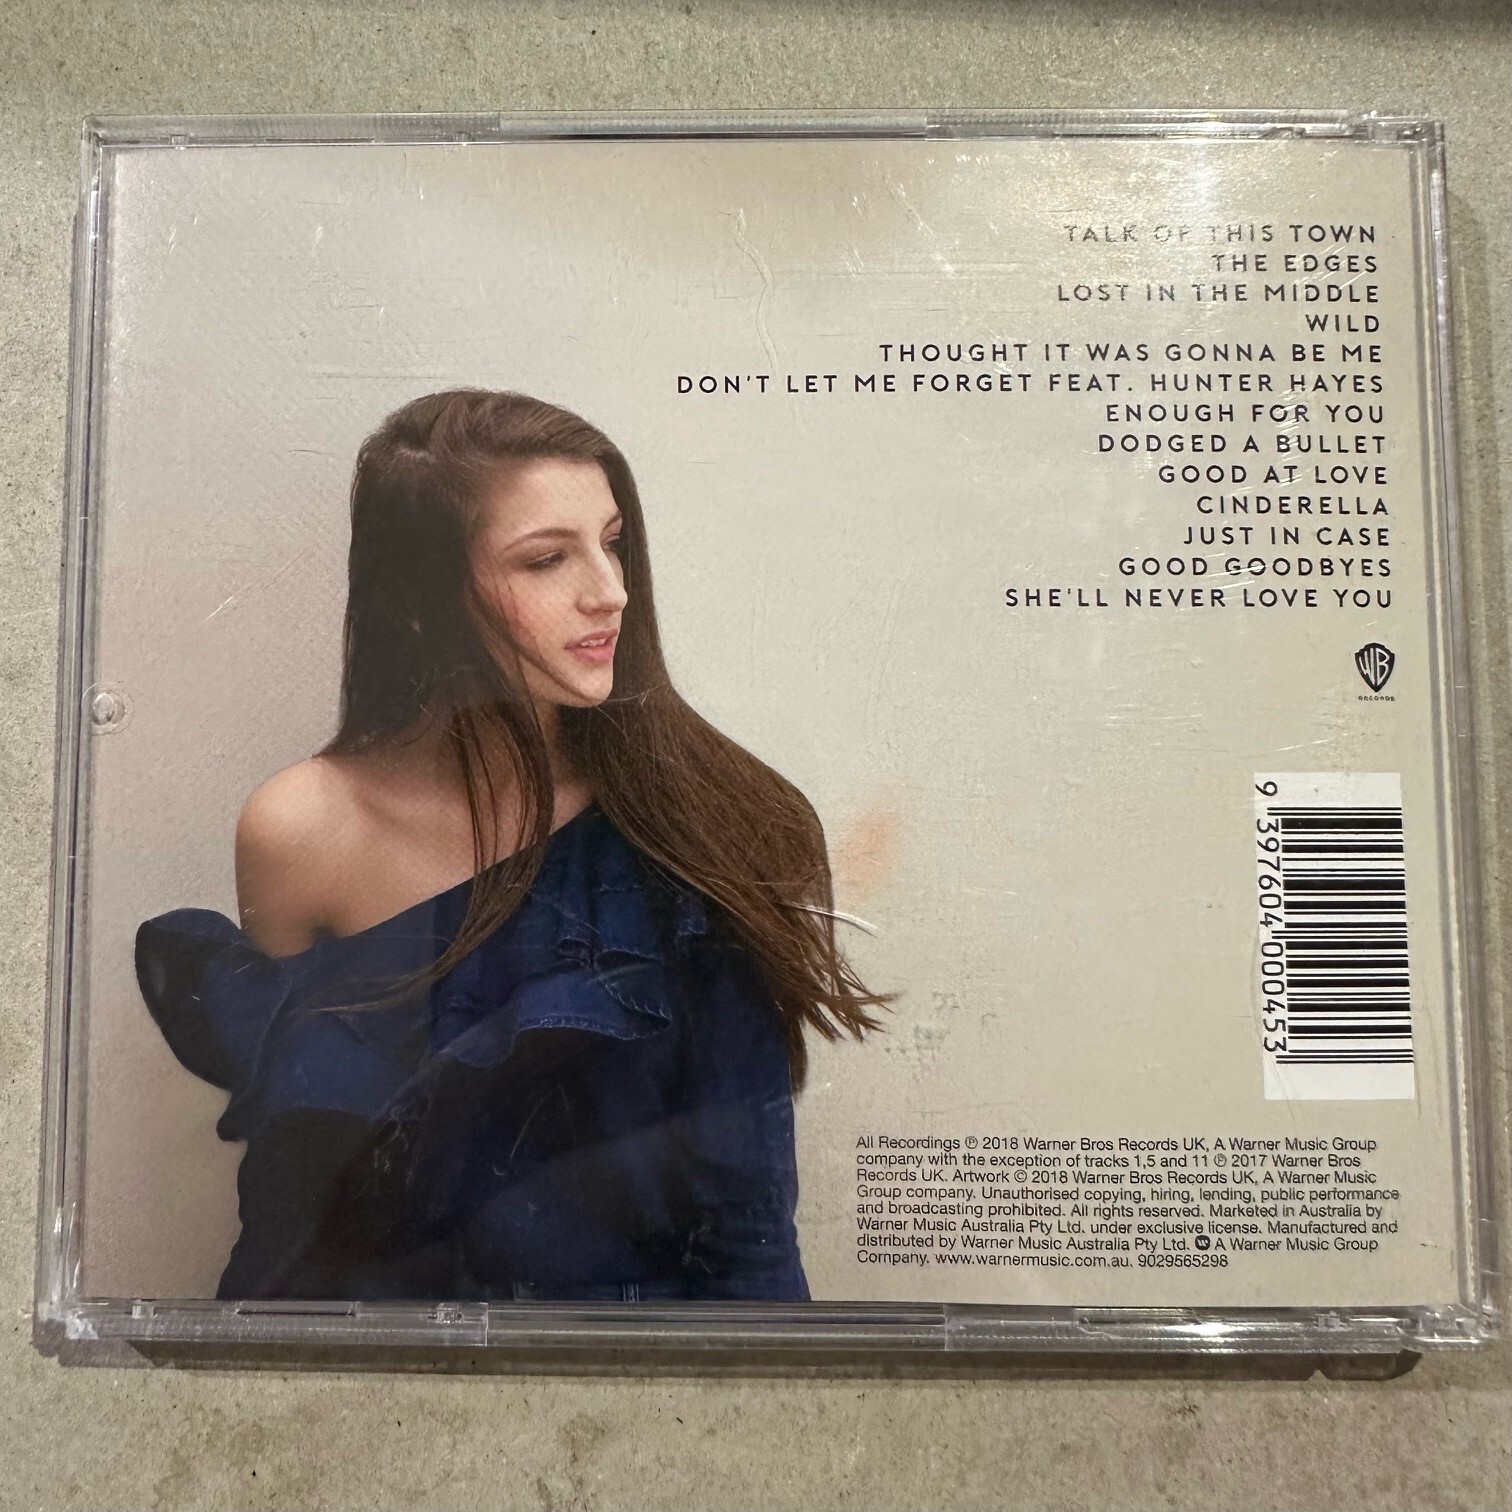 TALK OF THIS TOWN
THE EDGES
LOST IN THE MIDDLE
WILD
THOUGHT IT WAS GONNA BE ME
DON'T LET ME FORGET FEAT. HUNTER HAYES
ENOUGH FOR YOU
DODGED A BULLET
GOOD AT LOVE
CINDERELLA
JUST IN CASE
GOOD GOODBYES
SHE'LL NEVER LOVE YOU
WB
RECORDS
9 397604 000453
All Recordings ℗ 2018 Warner Bros Records UK, A Warner Music Group
company with the exception of tracks 1,5 and 11 ℗ 2017 Warner Bros
Records UK. Artwork © 2018 Warner Bros Records UK, A Warner Music
Group company. Unauthorised copying, hiring, lending, public performance
and broadcasting prohibited. All rights reserved. Marketed in Australia by
Warner Music Australia Pty Ltd. under exclusive license. Manufactured and
distributed by Warner Music Australia Pty Ltd. A Warner Music Group
Company. www.warnermusic.com.au. 9029565298